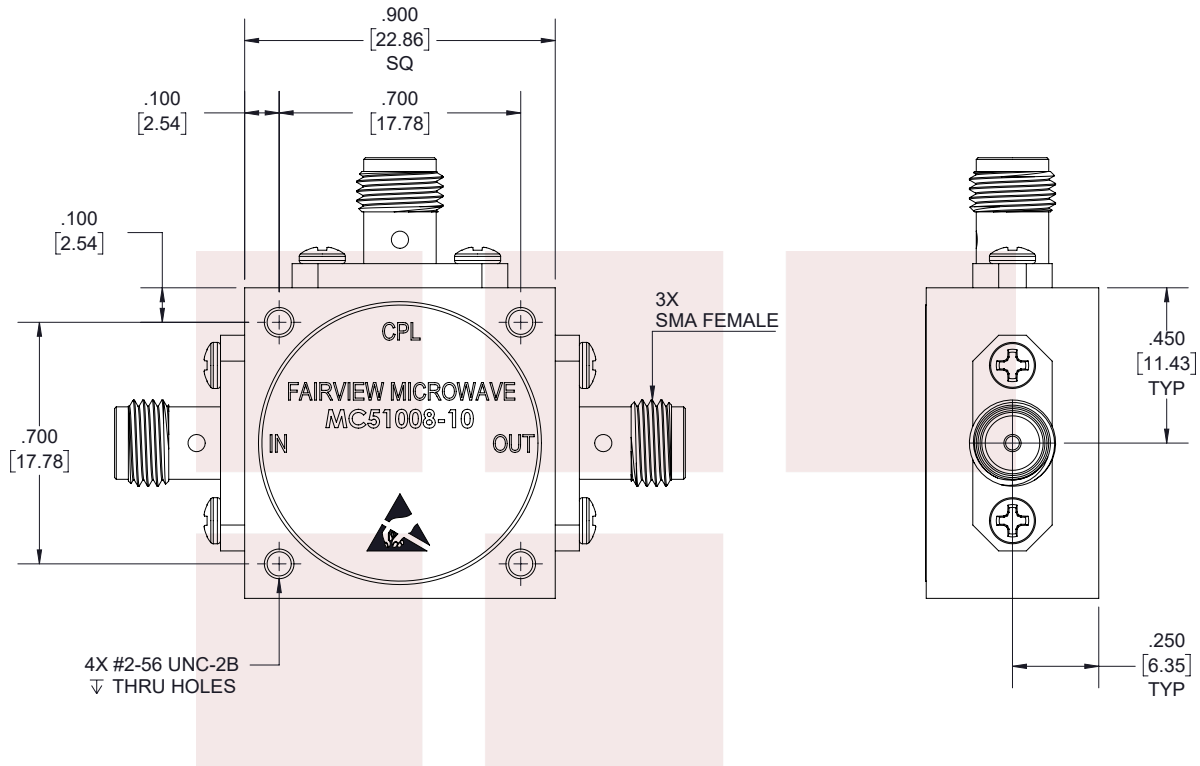 .900
[22.86]
SQ
.100
[2.54]
.700
[17.78]
.100
[2.54]
3X
SMA FEMALE
CPL
FAIRVIEW MICROWAVE
MC51008-10
IN
OUT
.700
[17.78]
4X #2-56 UNC-2B
↧ THRU HOLES
.450
[11.43]
TYP
.250
[6.35]
TYP